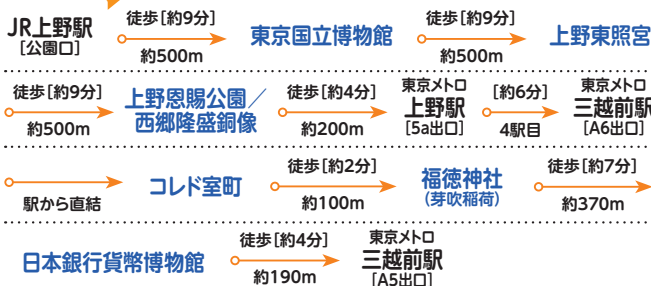 JR上野駅
[公園口]
徒歩[約9分]
約500m
東京国立博物館
徒歩[約9分]
約500m
上野東照宮
徒歩[約9分]
約500m
上野恩賜公園／
西郷隆盛銅像
徒歩[約4分]
約200m
東京メトロ
上野駅
[5a出口]
[約6分]
4駅目
東京メトロ
三越前駅
[A6出口]
駅から直結
コレド室町
徒歩[約2分]
約100m
福徳神社
(芽吹稲荷)
徒歩[約7分]
約370m
日本銀行貨幣博物館
徒歩[約4分]
約190m
東京メトロ
三越前駅
[A5出口]